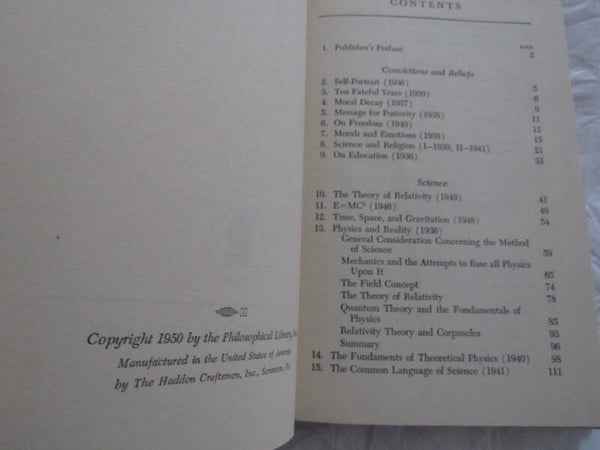 Copyright 1950 by the Philosophical Library, Inc.
Manufactured in the United States of America
by The Haddon Craftsmen, Inc., Scranton, Pa.
CONTENTS
PAGE
1. Publisher's Preface
Convictions and Beliefs
2. Self-Portrait (1936) 5
3. Ten Fateful Years (1939) 6
4. Moral Decay (1937) 9
5. Message for Posterity (1938) 11
6. On Freedom (1940) 12
7. Morals and Emotions (1938) 15
8. Science and Religion (I—1939; II—1941) 21
9. On Education (1936) 31
Science
10. The Theory of Relativity (1949) 41
11. E=MC² (1946) 49
12. Time, Space, and Gravitation (1948) 54
13. Physics and Reality (1936)
General Consideration Concerning the Method
of Science 59
Mechanics and the Attempts to Base all Physics
Upon It 65
The Field Concept 74
The Theory of Relativity 78
Quantum Theory and the Fundamentals of
Physics 85
Relativity Theory and Corpuscles 93
Summary 96
14. The Fundaments of Theoretical Physics (1940) 98
15. The Common Language of Science (1941) 111